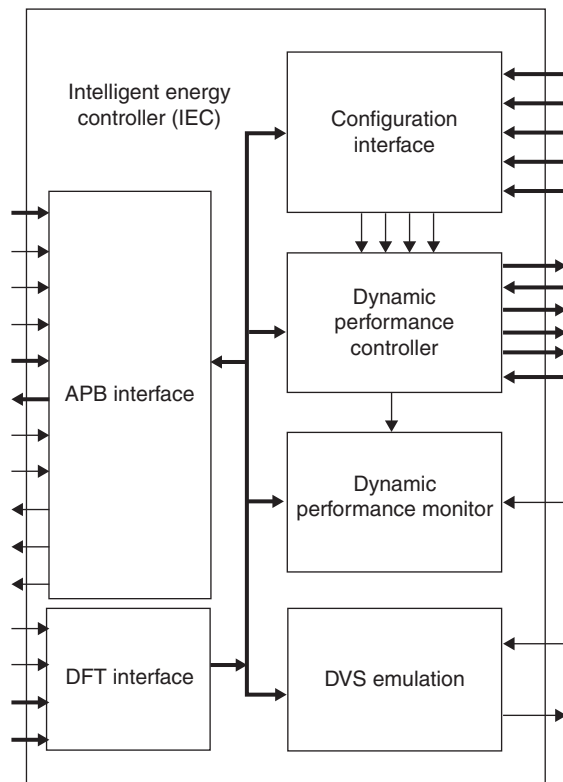 Intelligent energy
controller (IEC)
Configuration
interface
Dynamic
performance
controller
APB interface
Dynamic
performance monitor
DFT interface
DVS emulation